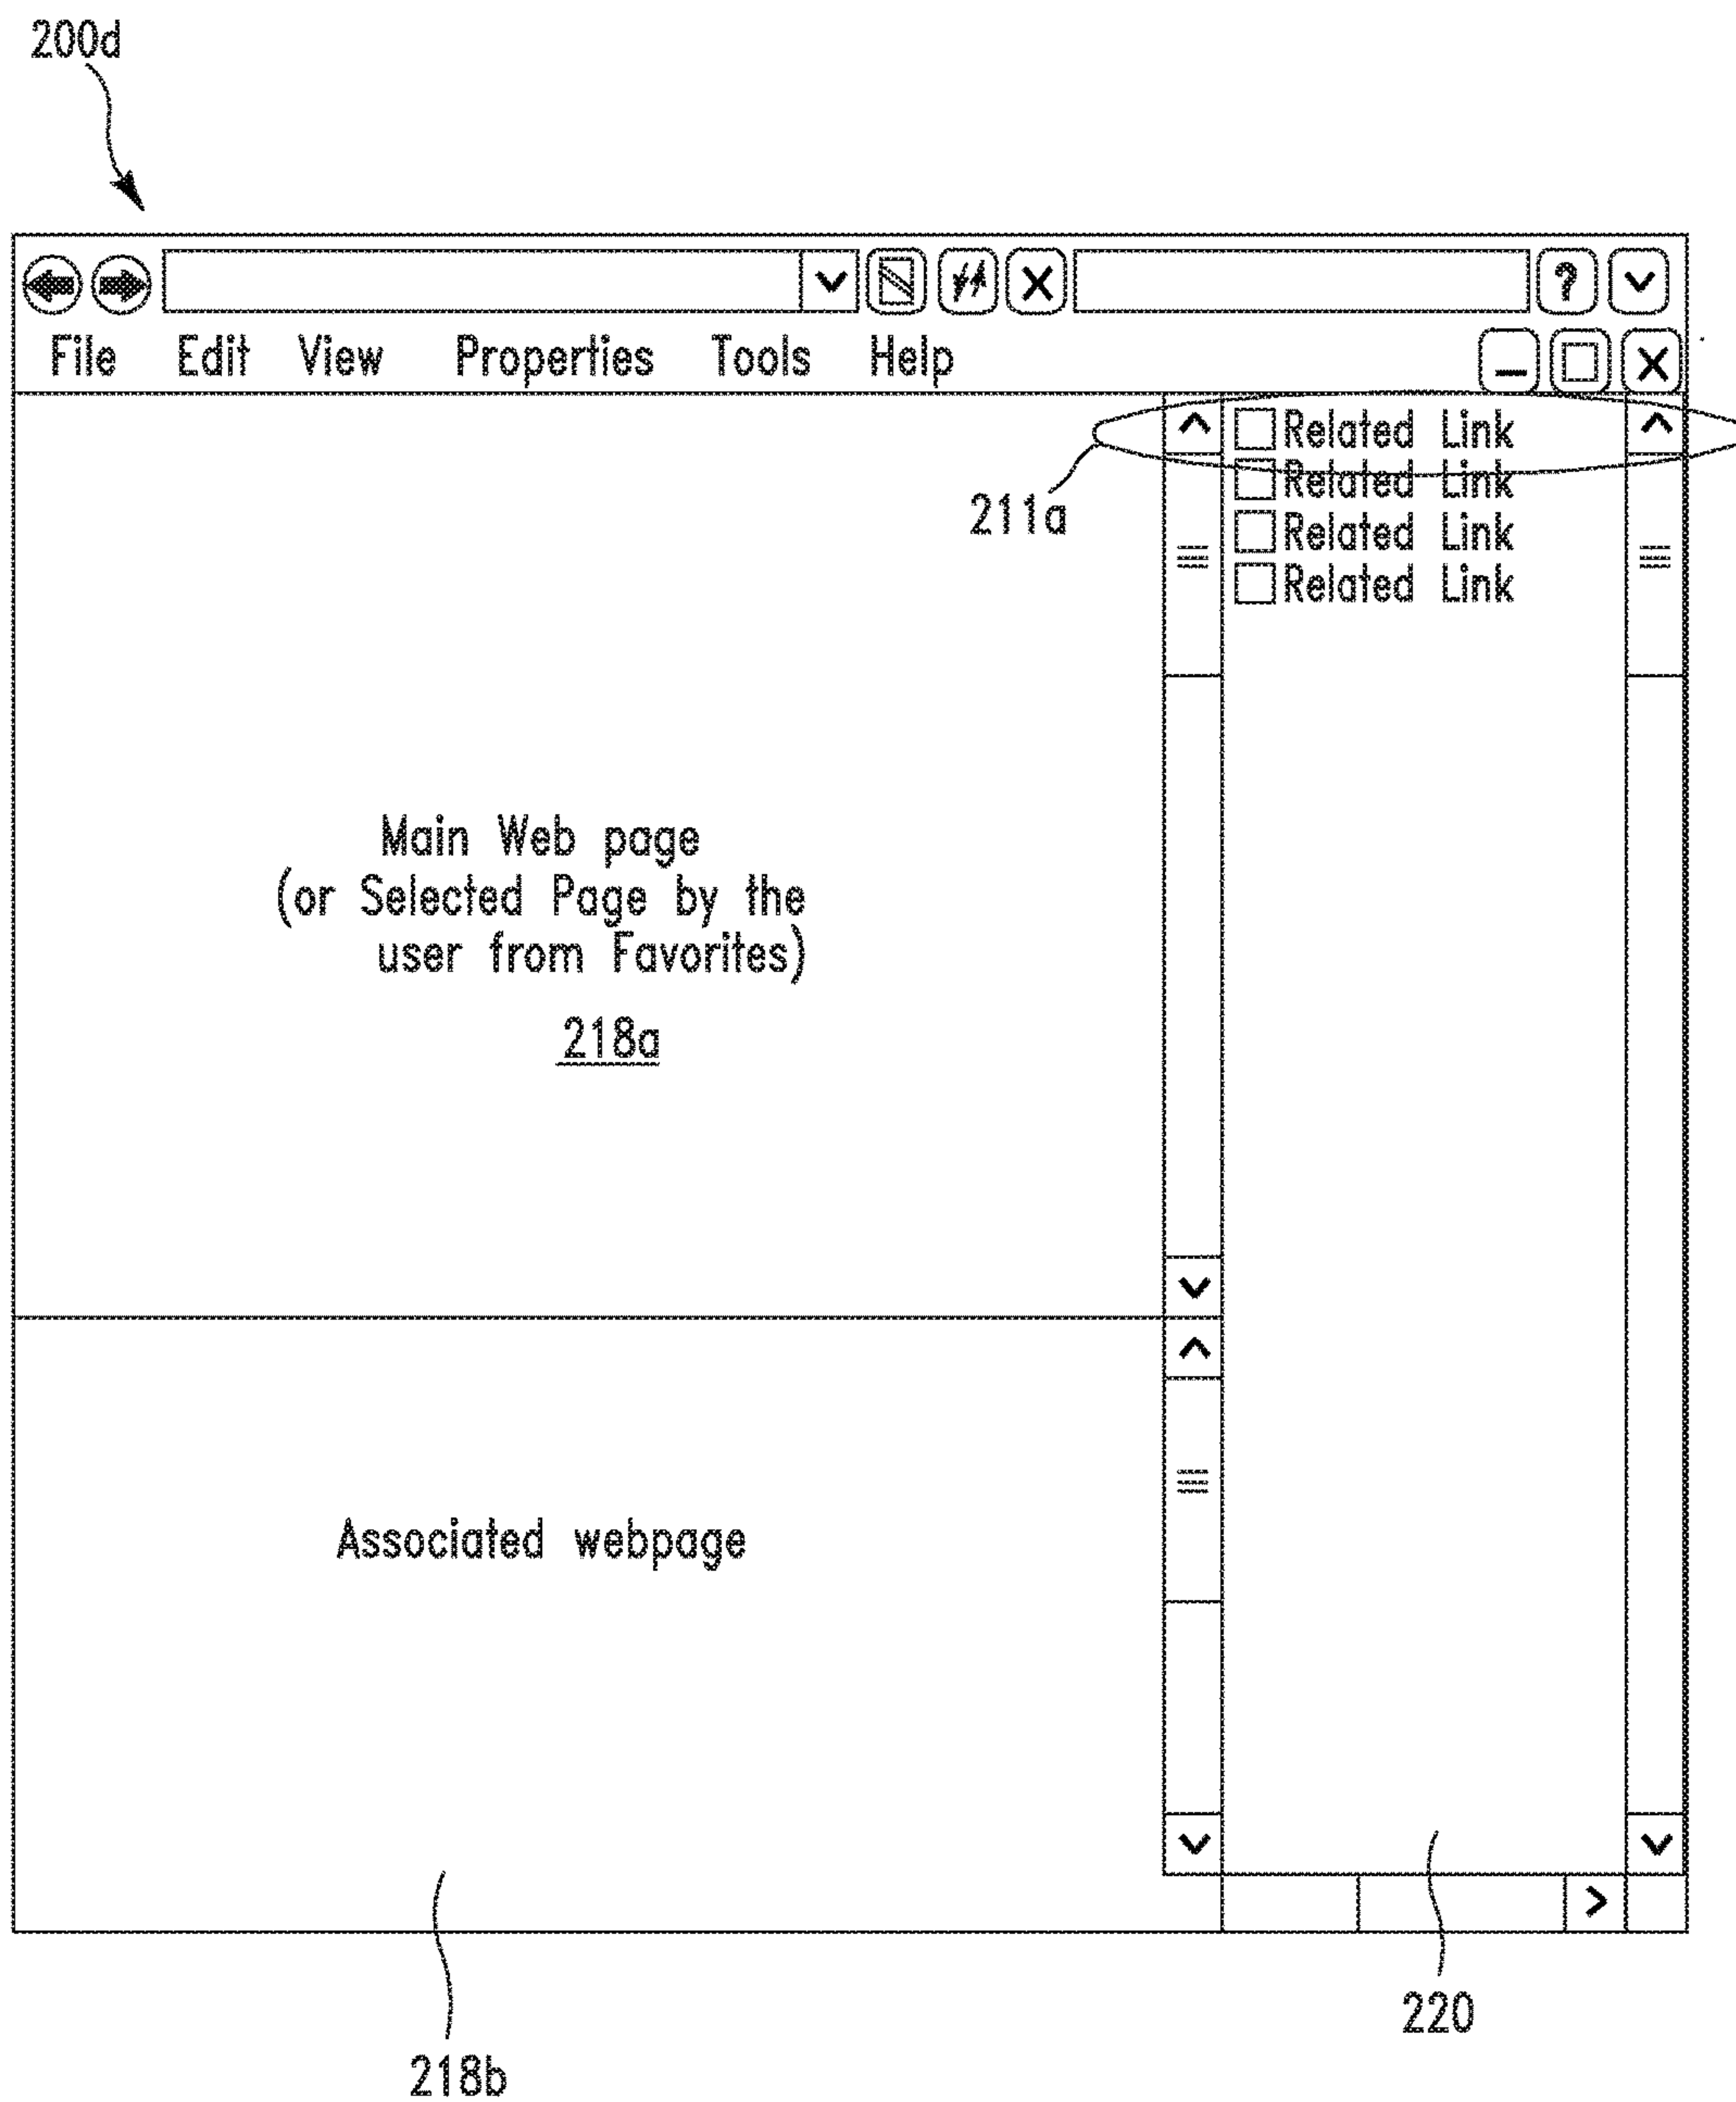 200d
?
File Edit View Properties Tools Help
Related Link
Related Link
211a
Related Link
Related Link
Main Web page
(or Selected Page by the
user from Favorites)
218a
Associated webpage
220
218b